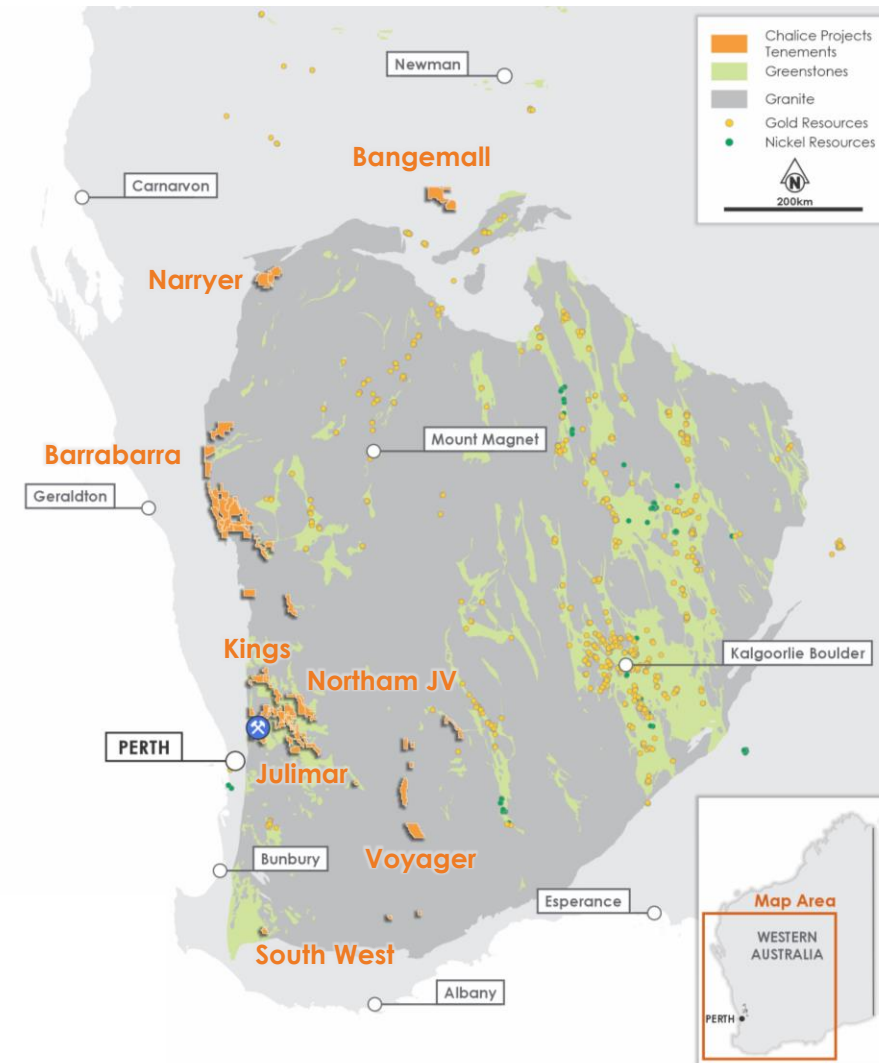 Chalice Projects
Tenements
Greenstones
Granite
Gold Resources
Nickel Resources
N
200km
Newman
Bangemall
Carnarvon
Narryer
Mount Magnet
Barrabarra
Geraldton
Kings
Northam JV
Kalgoorlie Boulder
PERTH
Julimar
Voyager
Bunbury
Esperance
South West
Albany
Map Area
WESTERN
AUSTRALIA
PERTH